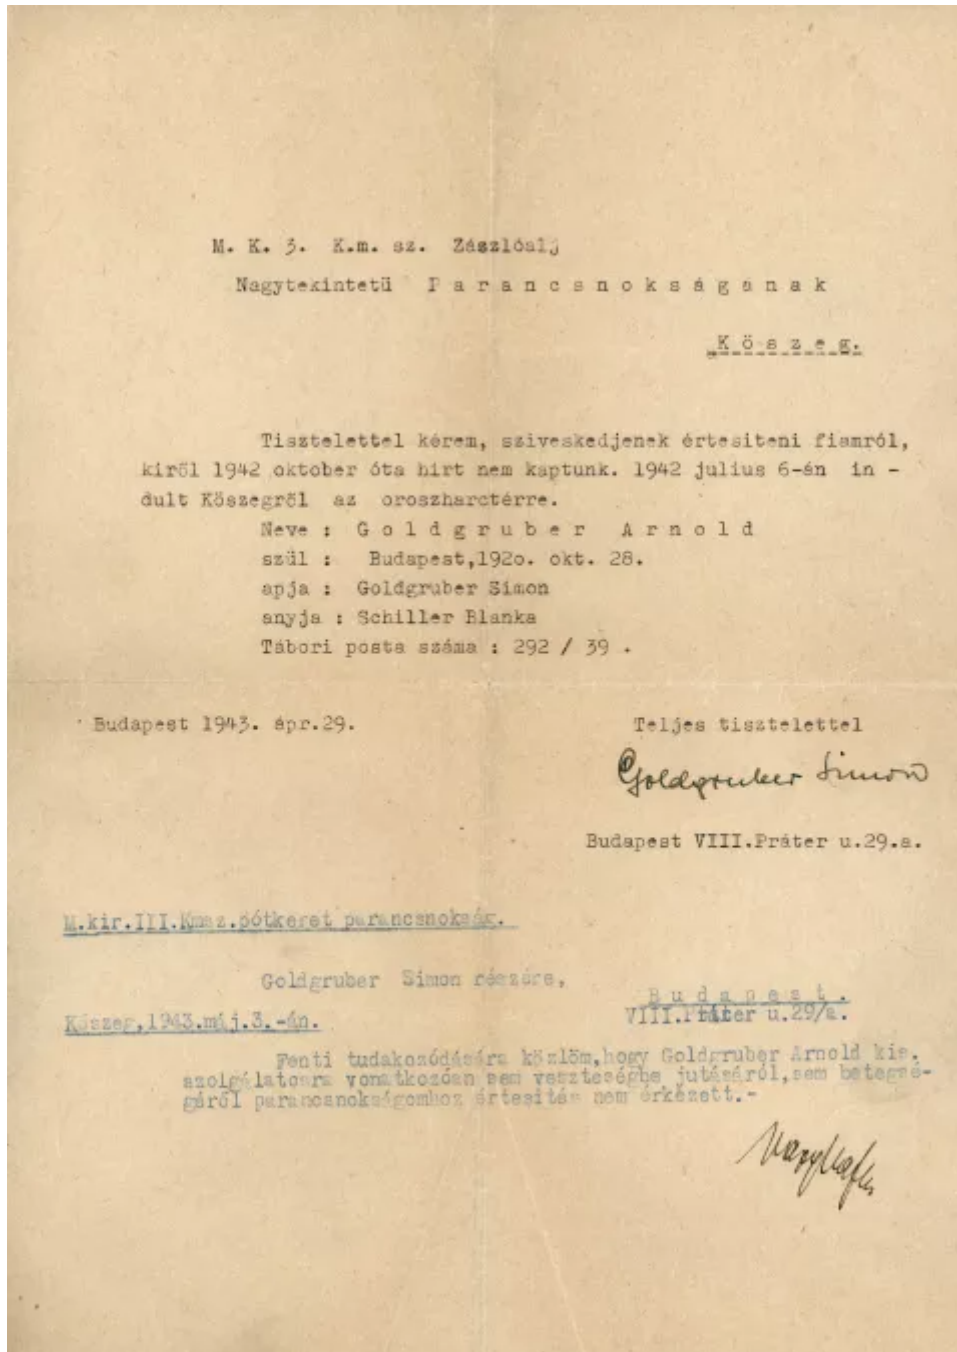 M. K. 3. K.m. sz. Zászlóalj
Nagytekintetü Parancsnokságának
Köszeg.
Tisztelettel kérem, sziveskedjenek értesiteni fiamról,
kiről 1942 oktober óta hirt nem kaptunk. 1942 julius 6-án in -
dult Köszegről az oroszharctérre.
Neve : Goldgruber Arnold
szül : Budapest,192o. okt. 28.
apja : Goldgruber Simon
anyja : Schiller Blanka
Tábori posta száma : 292 / 39 .
Budapest 1943. ápr.29.
Teljes tisztelettel
Goldgruber Simon
Budapest VIII.Práter u.29.a.
M.kir.III.Kmsz.pótkeret parancsnokság.
Goldgruber Simon részére,
Budapest.
VIII.Práter u.29/a.
Köszeg,1943.máj.3.-án.
Fenti tudakozódására közlöm,hogy Goldgruber Arnold kis.
szolgálatosra vonatkozóan sem veszteségbe jutásáról,sem betegsé-
géről parancsnokságomhoz értesités nem érkezett.-